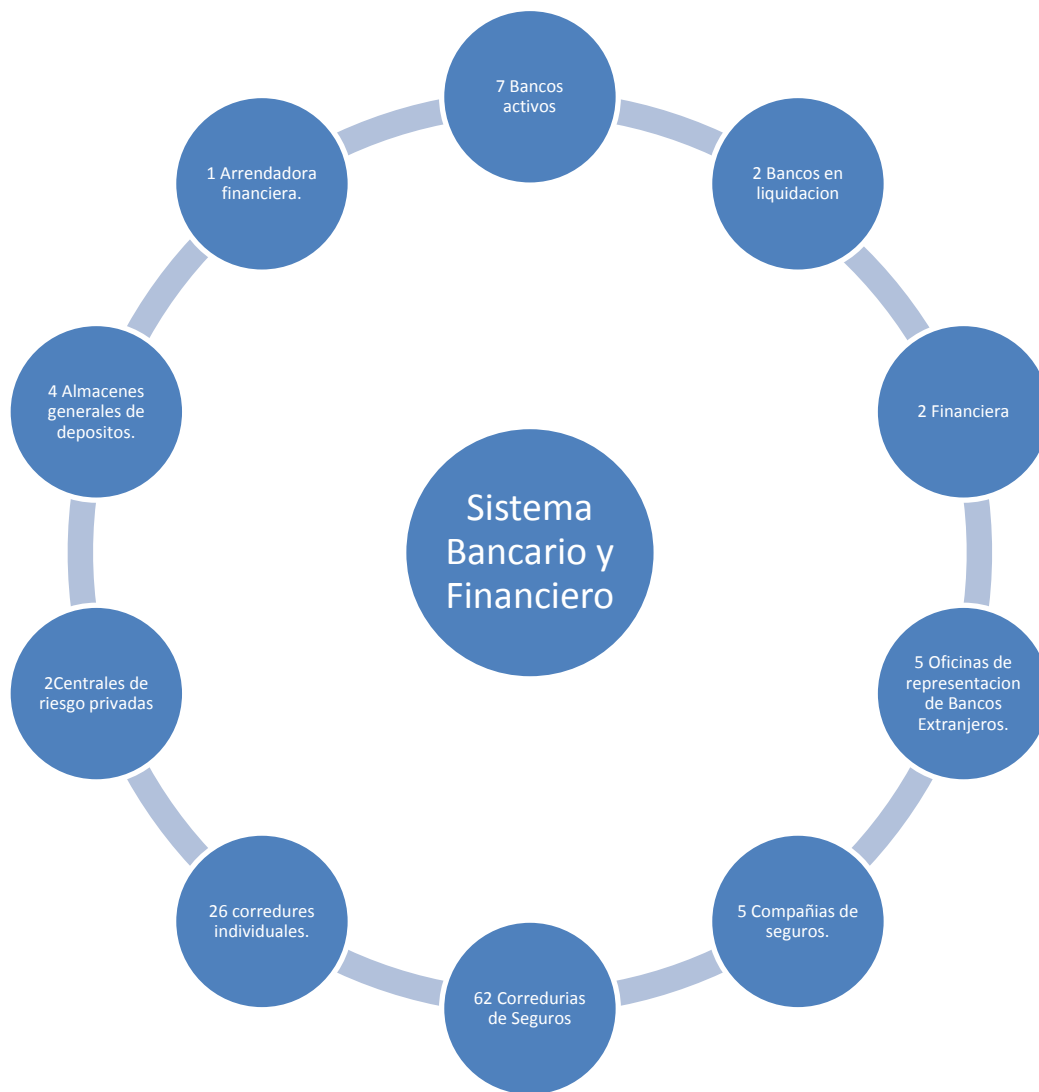 7 Bancos
activos
2 Bancos en
liquidacion
2 Financiera
5 Oficinas de
representacion
de Bancos
Extranjeros.
5 Compañias de
seguros.
62 Corredurias
de Seguros
26 corredures
individuales.
2Centrales de
riesgo privadas
4 Almacenes
generales de
depositos.
1 Arrendadora
financiera.
Sistema
Bancario y
Financiero